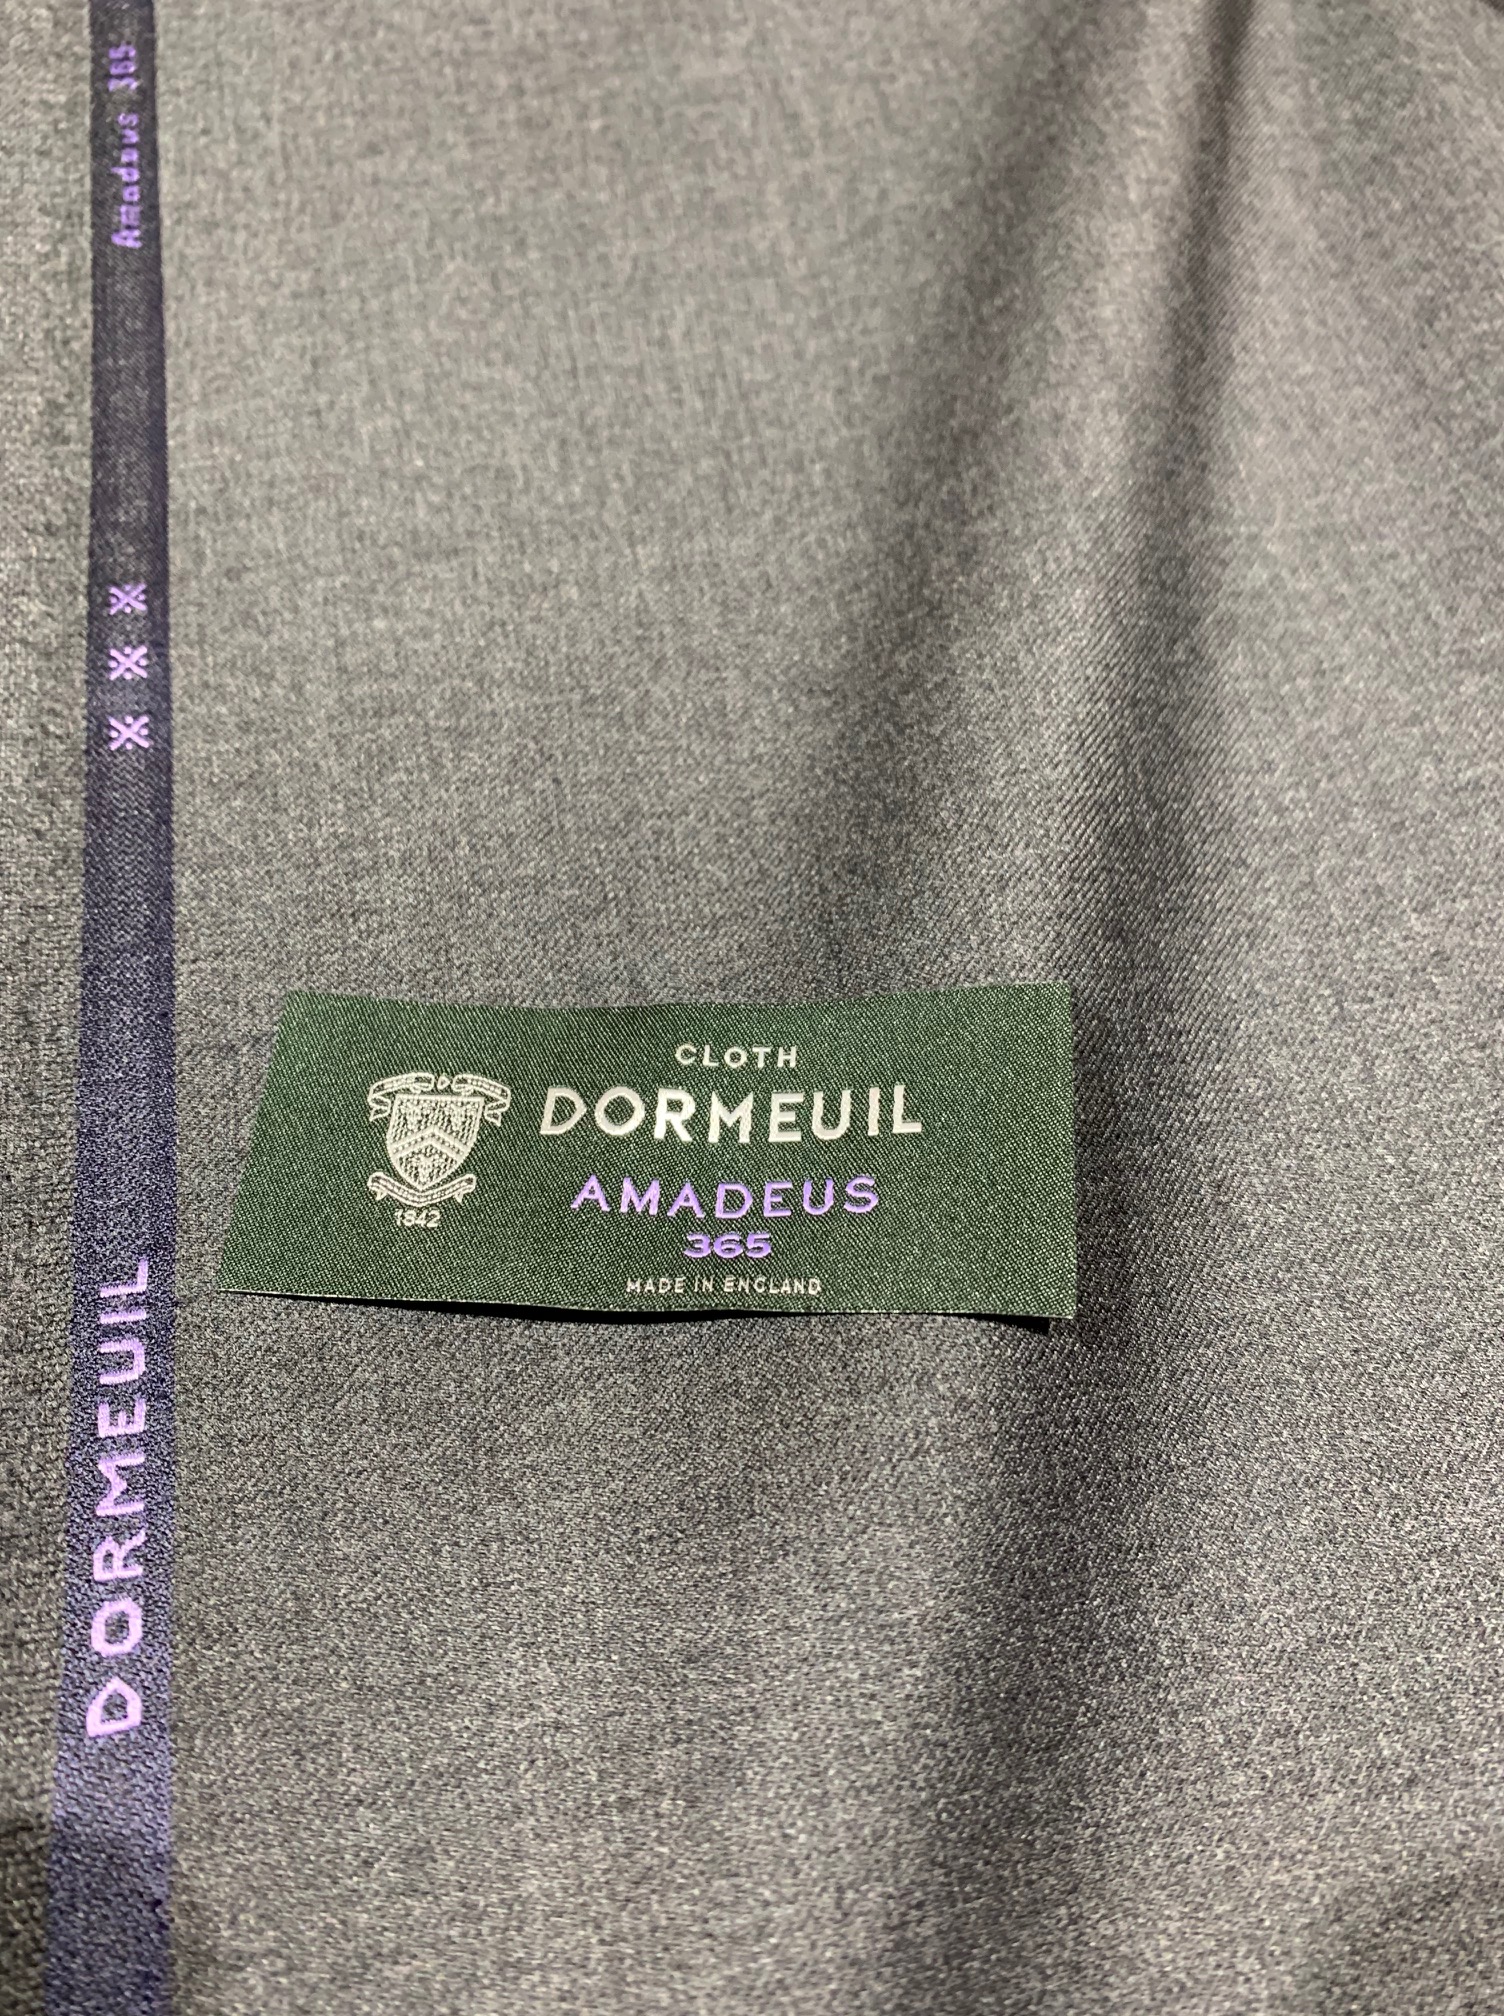 Amadeus 365
※ ※ ※
DORMEUIL
CLOTH
DORMEUIL
AMADEUS
365
MADE IN ENGLAND
D
1842